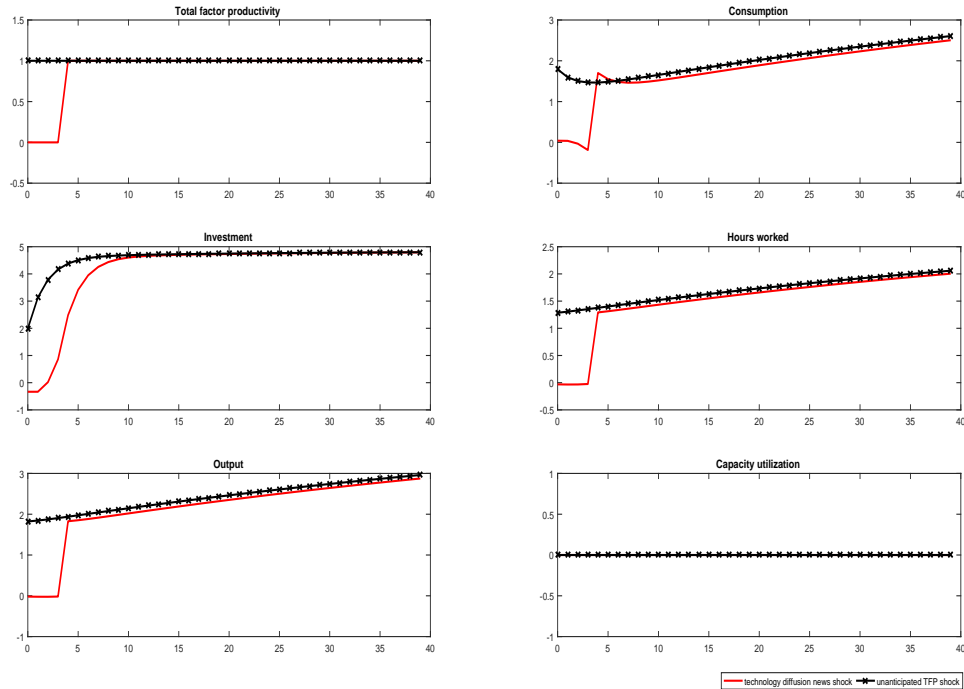 Total factor productivity
1.5
1
0.5
0
-0.5
0 5 10 15 20 25 30 35 40
Consumption
3
2
1
0
-1
0 5 10 15 20 25 30 35 40
Investment
5
4
3
2
1
0
-1
0 5 10 15 20 25 30 35 40
Hours worked
2.5
2
1.5
1
0.5
0
-0.5
0 5 10 15 20 25 30 35 40
Output
3
2
1
0
-1
0 5 10 15 20 25 30 35 40
Capacity utilization
1
0.5
0
-0.5
-1
0 5 10 15 20 25 30 35 40
technology diffusion news shock unanticipated TFP shock